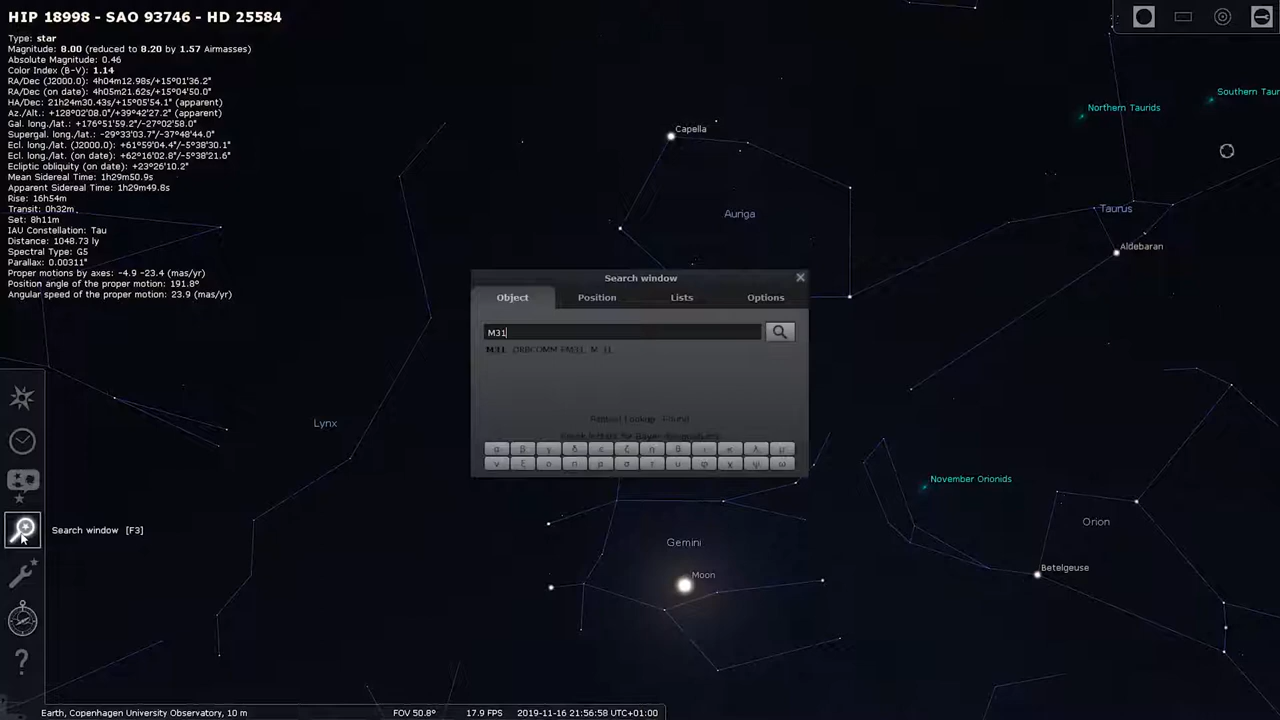 HIP 18998 - SAO 93746 - HD 25584
Type: star
Magnitude: 8.00 (reduced to 8.20 by 1.57 Airmasses)
Absolute Magnitude: 0.46
Color Index (B-V): 1.14
RA/Dec (J2000.0): 4h04m12.98s/+15°01'36.2"
RA/Dec (on date): 4h05m21.62s/+15°04'50.0"
HA/Dec: 21h24m30.43s/+15°05'54.1" (apparent)
Az./Alt.: +128°02'08.0"/+39°42'27.2" (apparent)
Gal. long./lat.: +176°51'59.2"/-27°02'58.0"
Supergal. long./lat.: -29°33'03.7"/-37°48'44.0"
Ecl. long./lat. (J2000.0): +61°59'04.4"/-5°38'30.1"
Ecl. long./lat. (on date): +62°16'02.8"/-5°38'21.6"
Ecliptic obliquity (on date): +23°26'10.2"
Mean Sidereal Time: 1h29m50.9s
Apparent Sidereal Time: 1h29m49.8s
Rise: 16h54m
Transit: 0h32m
Set: 8h11m
IAU Constellation: Tau
Distance: 1048.73 ly
Spectral Type: G5
Parallax: 0.00311"
Proper motions by axes: -4.9 -23.4 (mas/yr)
Position angle of the proper motion: 191.8°
Angular speed of the proper motion: 23.9 (mas/yr)
Southern Taur
Northern Taurids
Capella
Taurus
Auriga
Aldebaran
Search window
Object Position Lists Options
M31
M31, ORBCOMM FM31, M 31
Lynx
α β γ δ ε ζ η θ ι κ λ μ
ν ξ ο π ρ σ τ υ φ χ ψ ω
November Orionids
Orion
Search window [F3]
Gemini
Betelgeuse
Moon
?
Earth, Copenhagen University Observatory, 10 m FOV 50.8° 17.9 FPS 2019-11-16 21:56:58 UTC+01:00